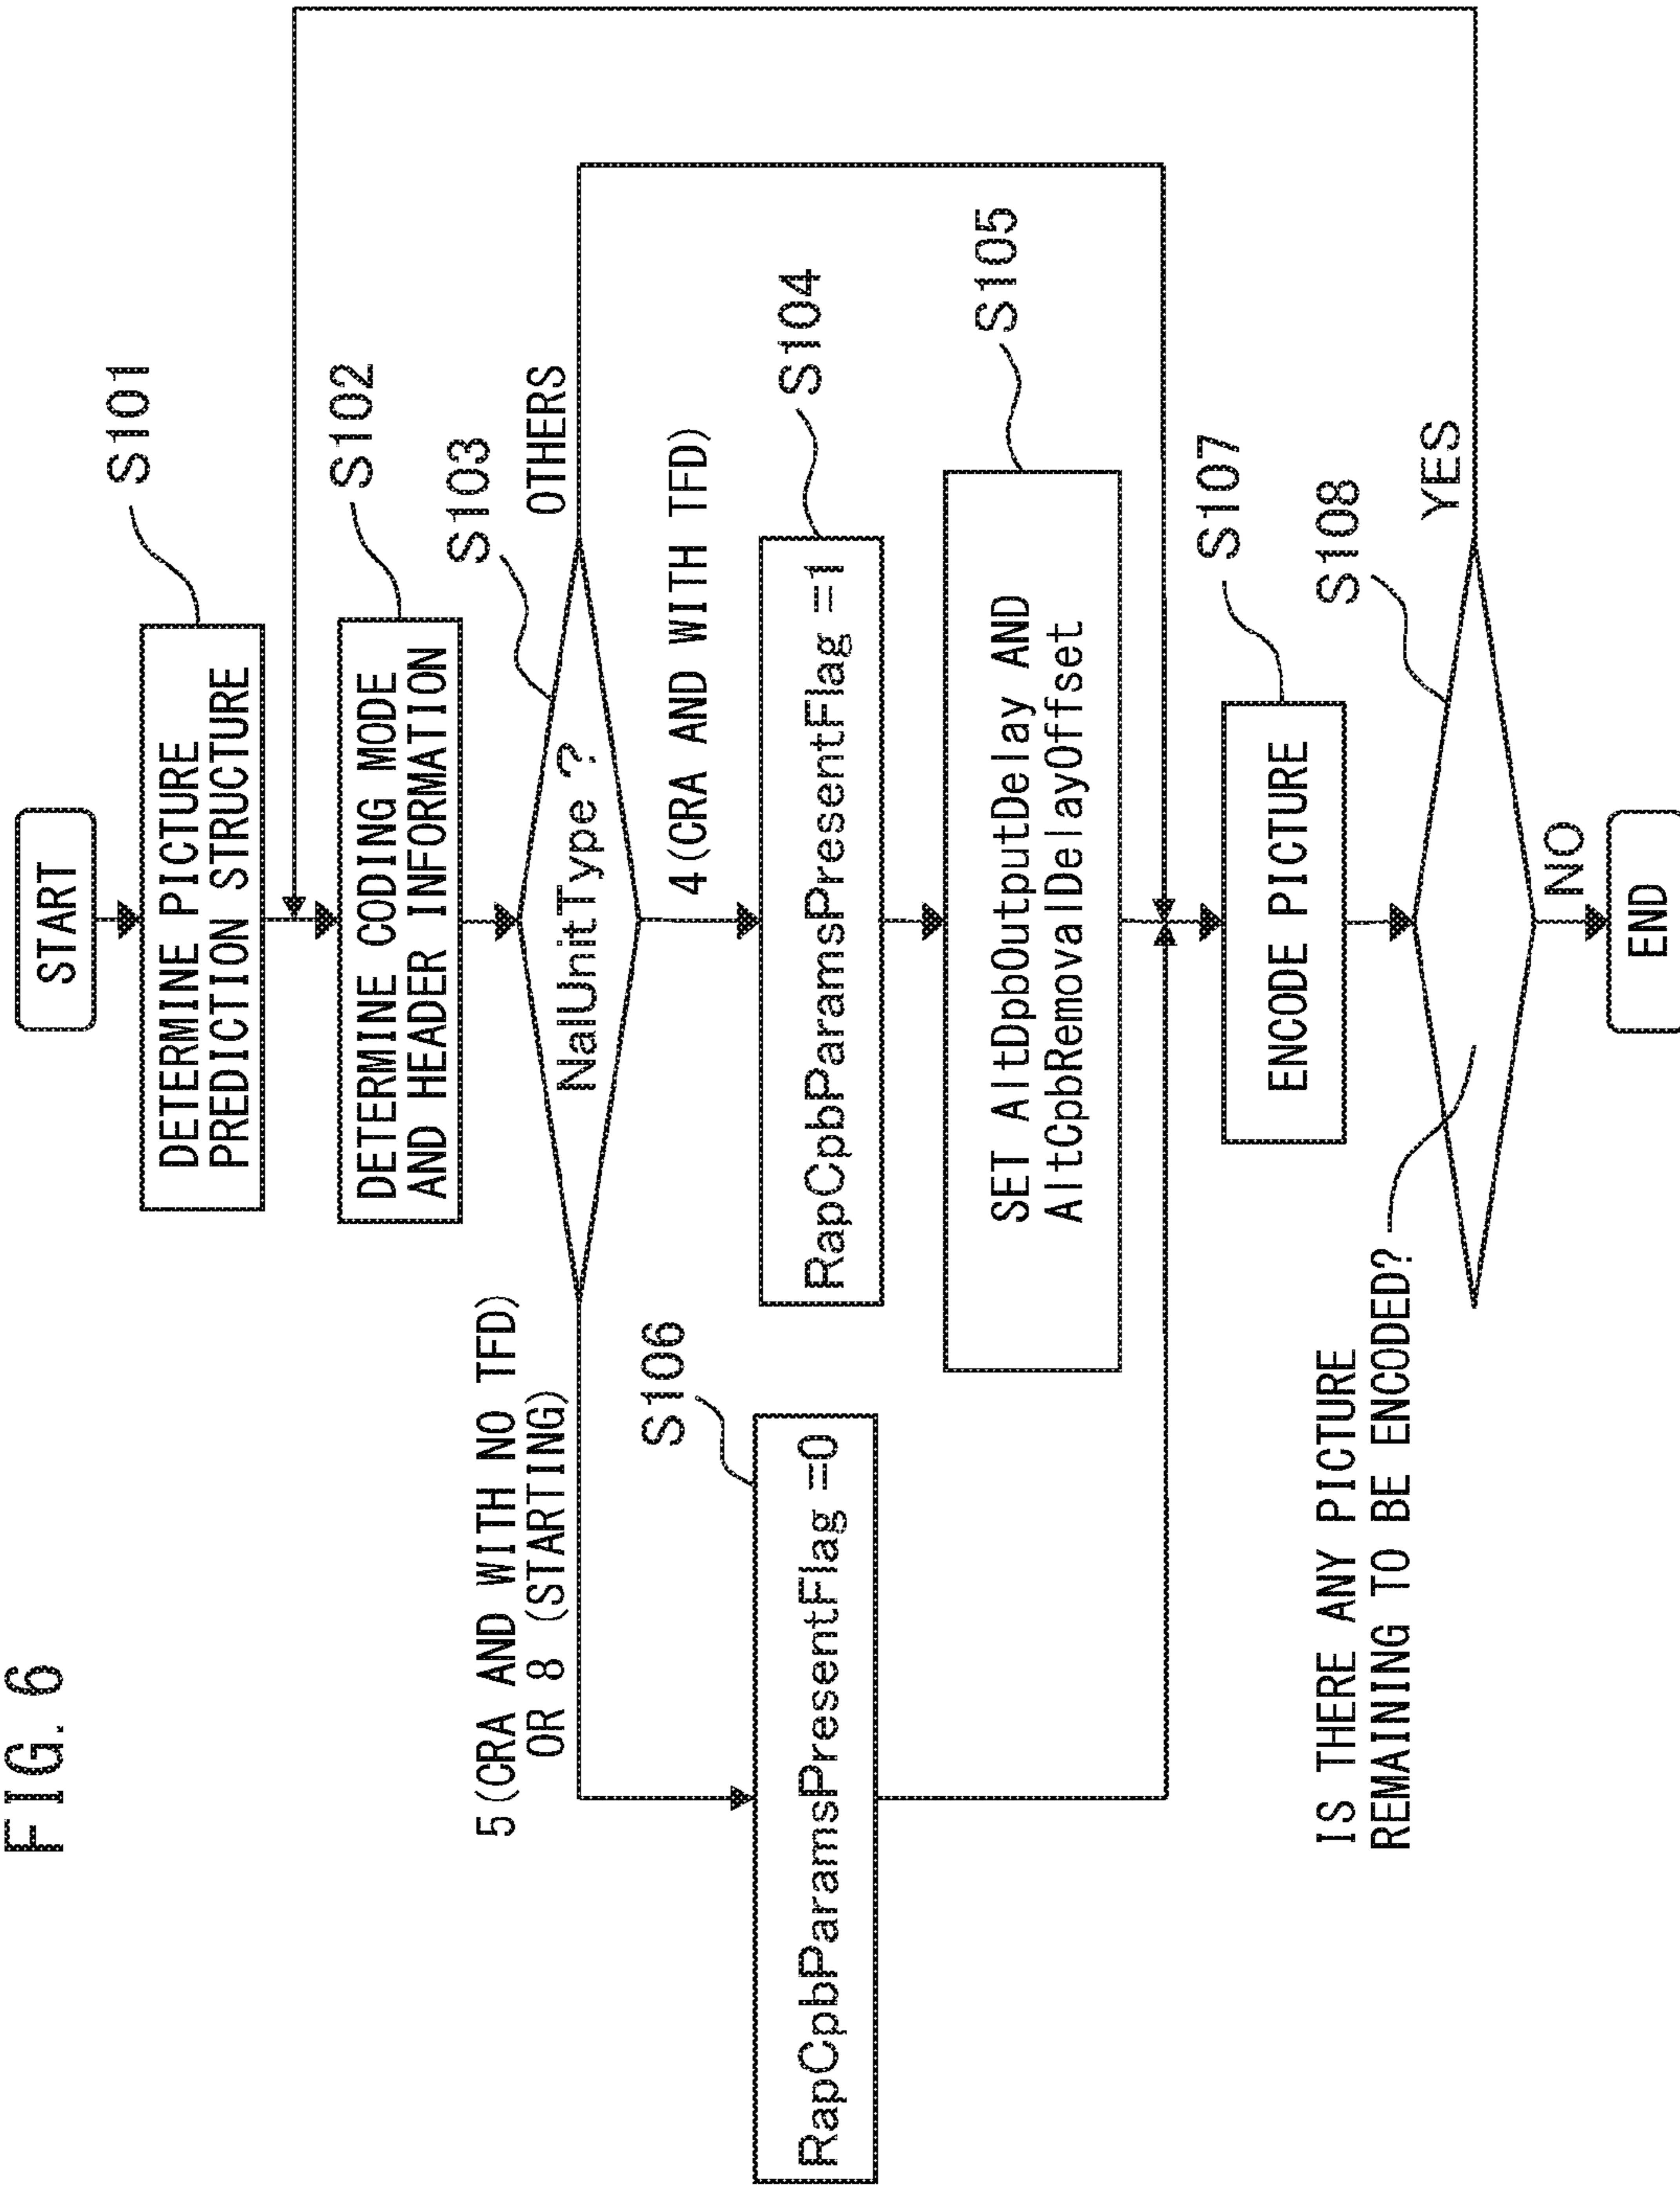 FIG. 6
START
DETERMINE PICTURE
PREDICTION STRUCTURE
S101
DETERMINE CODING MODE
AND HEADER INFORMATION
S102
NalUnitType ?
S103
OTHERS
5(CRA AND WITH NO TFD)
OR 8 (STARTING)
4(CRA AND WITH TFD)
S106
RapCpbParamsPresentFlag =0
RapCpbParamsPresentFlag =1
S104
SET AltDpbOutputDelay AND
AltCpbRemovalDelayOffset
S105
ENCODE PICTURE
S107
IS THERE ANY PICTURE
REMAINING TO BE ENCODED?
S108
YES
NO
END